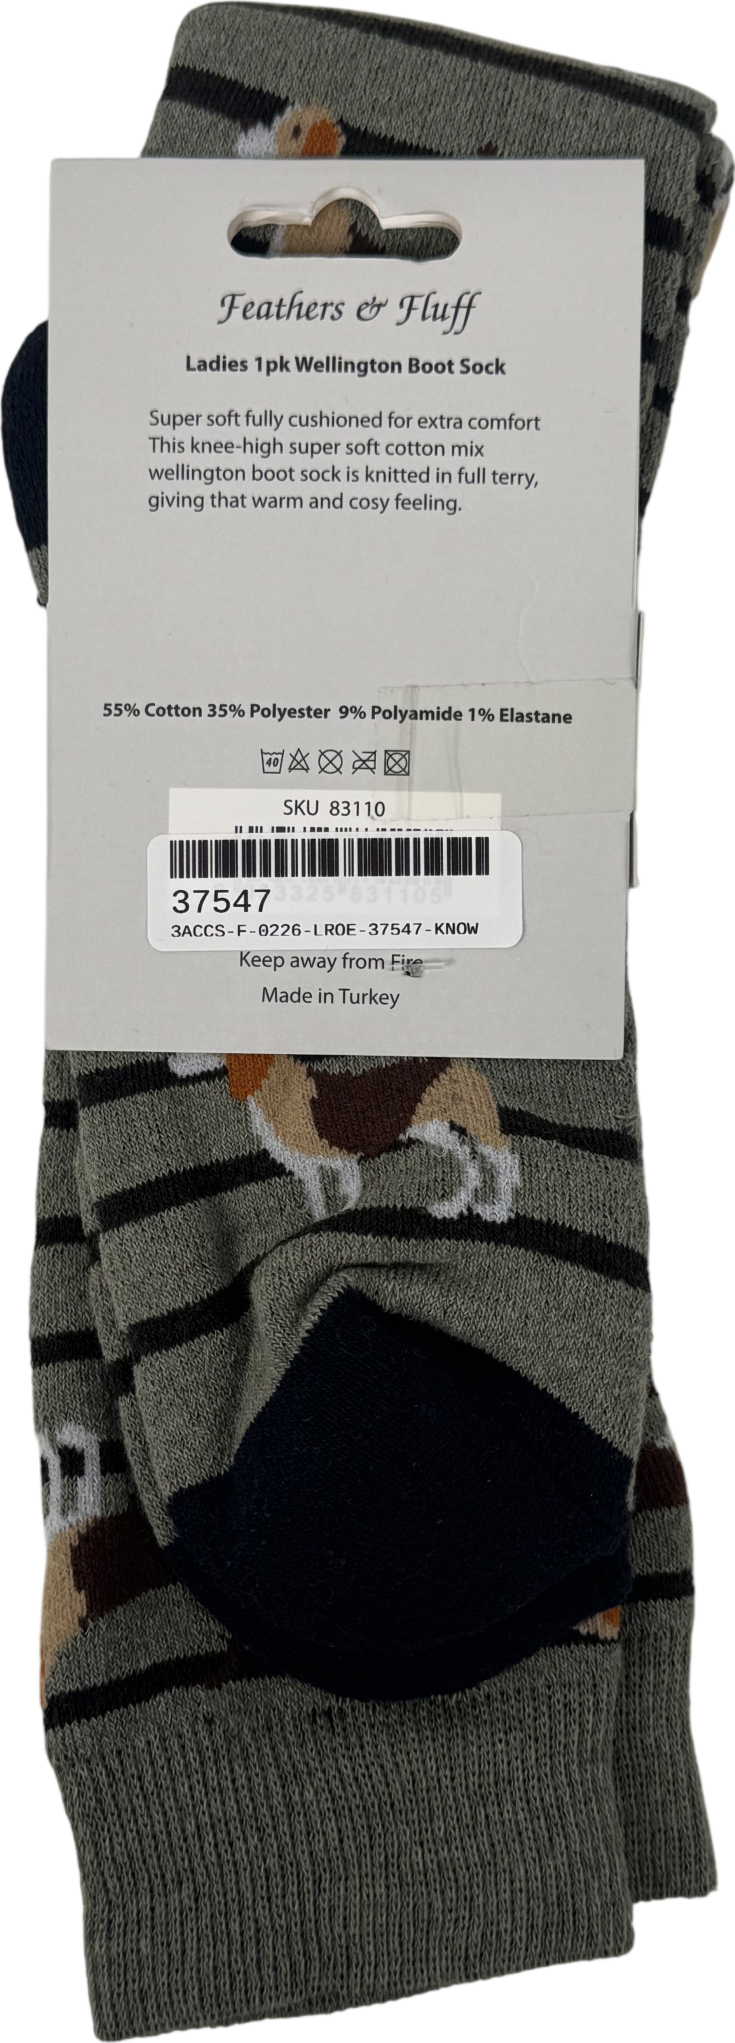 Feathers & Fluff
Ladies 1pk Wellington Boot Sock
Super soft fully cushioned for extra comfort
This knee-high super soft cotton mix
wellington boot sock is knitted in full terry,
giving that warm and cosy feeling.
55% Cotton 35% Polyester 9% Polyamide 1% Elastane
40
SKU 83110
37547
3ACCS-F-0226-LROE-37547-KNOW
Keep away from Fire
Made in Turkey